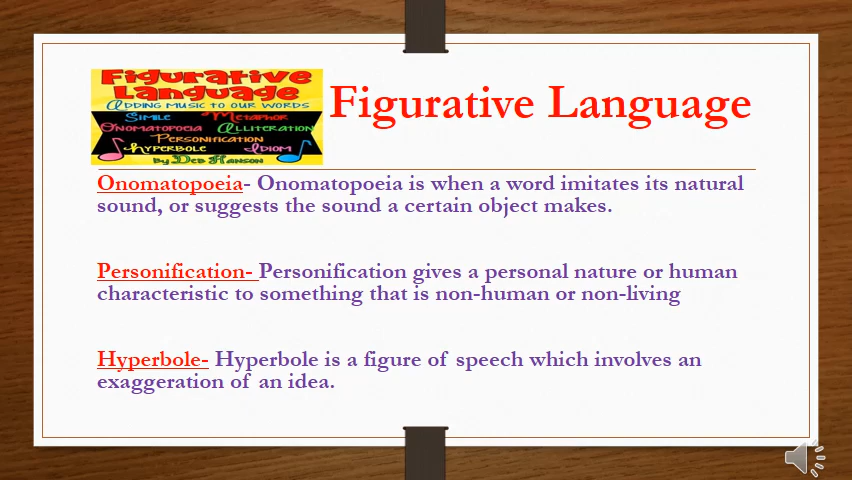 Figurative
Language
ADDING MUSIC TO OUR WORDS
SIMILE METAPHOR
ONOMATOPOEIA ALLITERATION
PERSONIFICATION
HYPERBOLE IDIOM
BY DEB HANSON
Figurative Language
Onomatopoeia- Onomatopoeia is when a word imitates its natural
sound, or suggests the sound a certain object makes.
Personification- Personification gives a personal nature or human
characteristic to something that is non-human or non-living
Hyperbole- Hyperbole is a figure of speech which involves an
exaggeration of an idea.